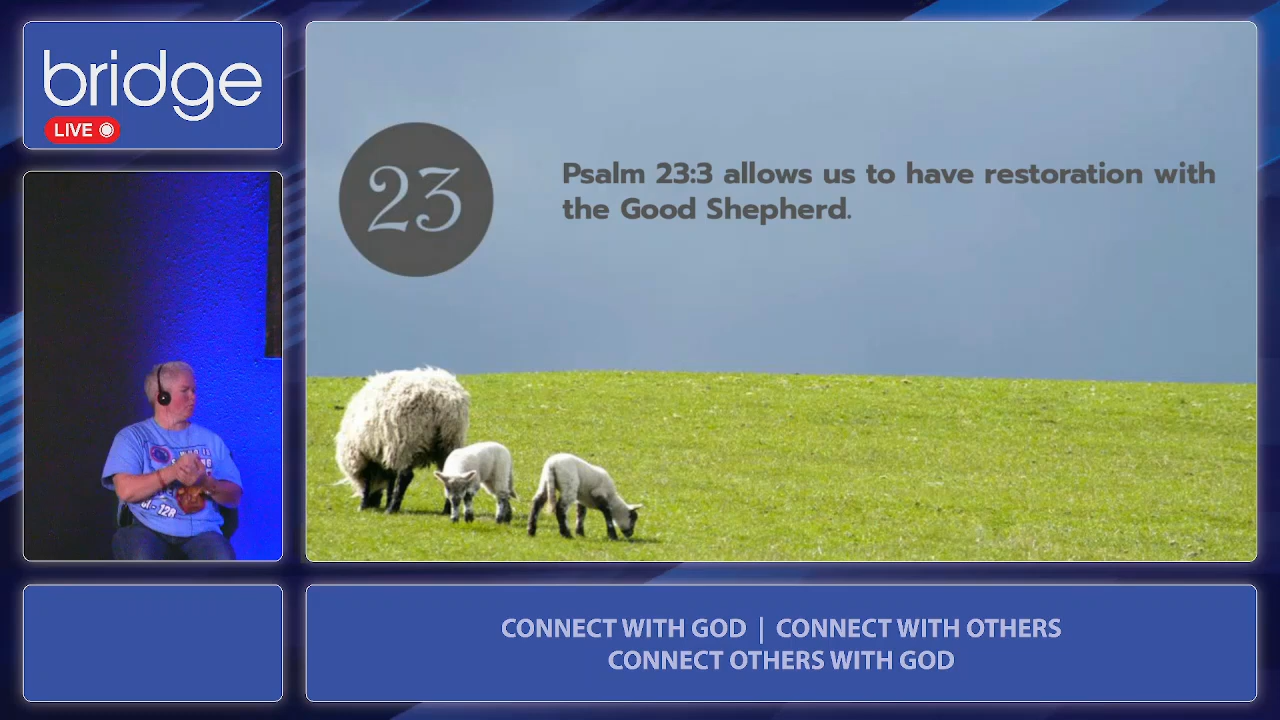 bridge
LIVE
23
Psalm 23:3 allows us to have restoration with
the Good Shepherd.
CONNECT WITH GOD | CONNECT WITH OTHERS
CONNECT OTHERS WITH GOD